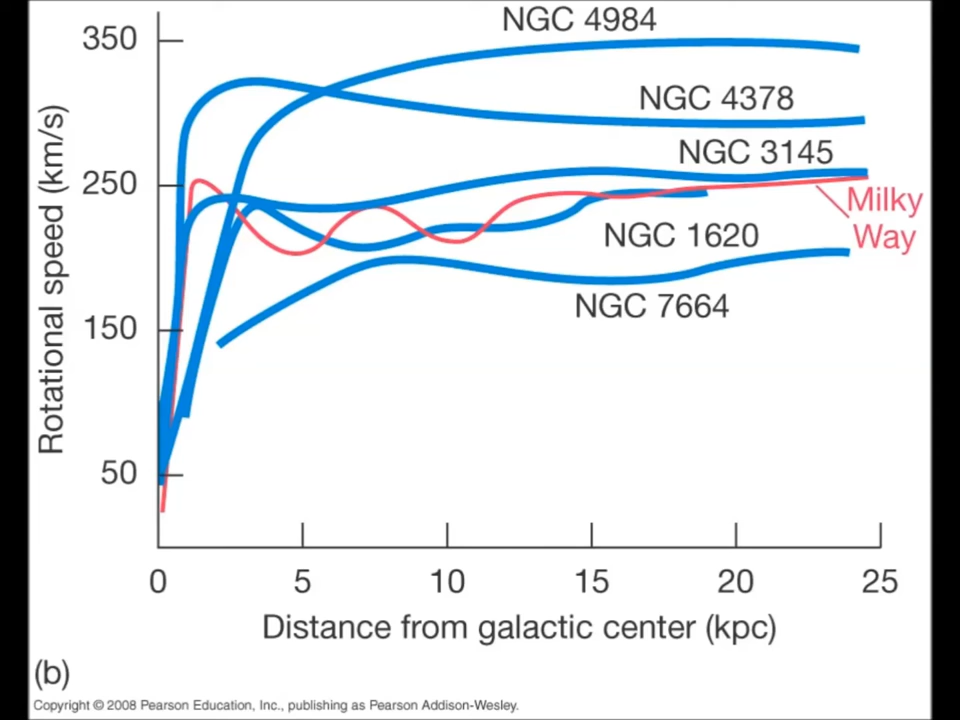 NGC 4984
350
NGC 4378
NGC 3145
250
Milky
Way
NGC 1620
NGC 7664
150
50
Rotational speed (km/s)
0 5 10 15 20 25
Distance from galactic center (kpc)
(b)
Copyright © 2008 Pearson Education, Inc., publishing as Pearson Addison-Wesley.